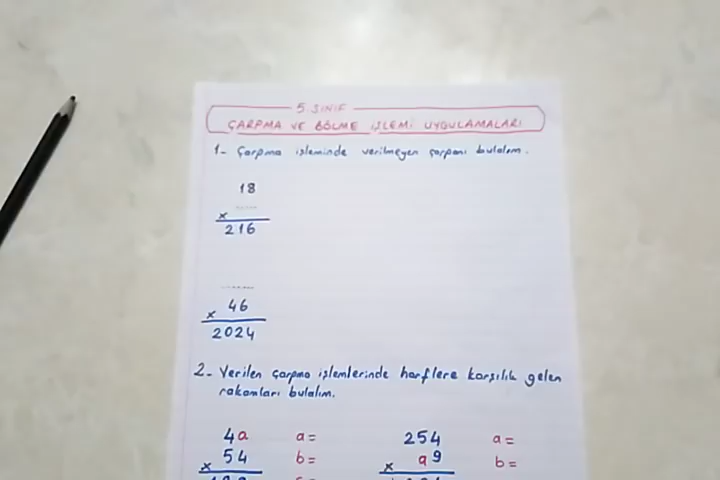 5. SINIF
ÇARPMA VE BÖLME İŞLEMİ UYGULAMALARI
1- Çarpma işleminde verilmeyen çarpanı bulalım.
18
.....
x
216
.......
x 46
2024
2- Verilen çarpma işlemlerinde harflere karşılık gelen
rakamları bulalım.
4a a= 254 a=
x 54 b= x a9 b=